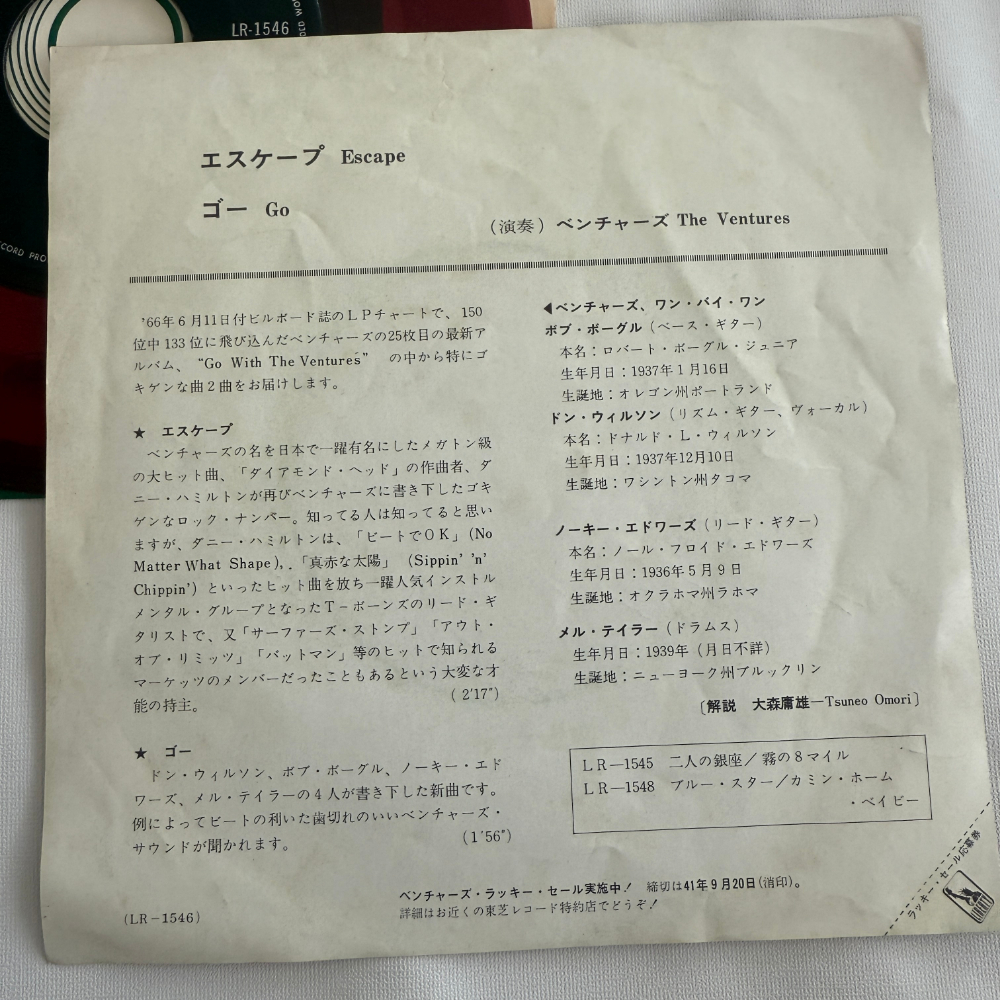 LR-1546
エスケープ Escape
ゴー Go
（演奏）ベンチャーズ The Ventures
'66年6月11日付ビルボード誌のLPチャートで、150
位中133位に飛び込んだベンチャーズの25枚目の最新ア
ルバム、 “Go With The Ventures” の中から特にゴ
キゲンな曲2曲をお届けします。
★ エスケープ
ベンチャーズの名を日本で一躍有名にしたメガトン級
の大ヒット曲、「ダイアモンド・ヘッド」の作曲者、ダ
ニー・ハミルトンが再びベンチャーズに書き下したゴキ
ゲンなロック・ナンバー。知ってる人は知ってると思い
ますが、ダニー・ハミルトンは、「ビートでOK」(No
Matter What Shape),.「真赤な太陽」 (Sippin' 'n'
Chippin') といったヒット曲を放ち一躍人気インストル
メンタル・グループとなったT－ボーンズのリード・ギ
タリストで、又「サーファーズ・ストンプ」「アウト・
オブ・リミッツ」「バットマン」等のヒットで知られる
マーケッツのメンバーだったこともあるという大変な才
能の持主。 (2'17")
★ ゴー
ドン・ウィルソン、ボブ・ボーグル、ノーキー・エド
ワーズ、メル・テイラーの4人が書き下した新曲です。
例によってビートの利いた歯切れのいいベンチャーズ・
サウンドが聞かれます。 (1'56")
◀ベンチャーズ、ワン・バイ・ワン
ボブ・ボーグル（ベース・ギター）
本名：ロバート・ボーグル・ジュニア
生年月日：1937年1月16日
生誕地：オレゴン州ポートランド
ドン・ウィルソン（リズム・ギター、ヴォーカル）
本名：ドナルド・L・ウィルソン
生年月日：1937年12月10日
生誕地：ワシントン州タコマ
ノーキー・エドワーズ（リード・ギター）
本名：ノール・フロイド・エドワーズ
生年月日：1936年5月9日
生誕地：オクラホマ州ラホマ
メル・テイラー（ドラムス）
生年月日：1939年（月日不詳）
生誕地：ニューヨーク州ブルックリン
〔解説 大森庸雄—Tsuneo Omori〕
LR—1545 二人の銀座／霧の8マイル
LR—1548 ブルー・スター／カミン・ホーム
・ベイビー
ベンチャーズ・ラッキー・セール実施中！ 締切は41年9月20日(消印)。
詳細はお近くの東芝レコード特約店でどうぞ！
(LR－1546)
ラッキー・セール応募券